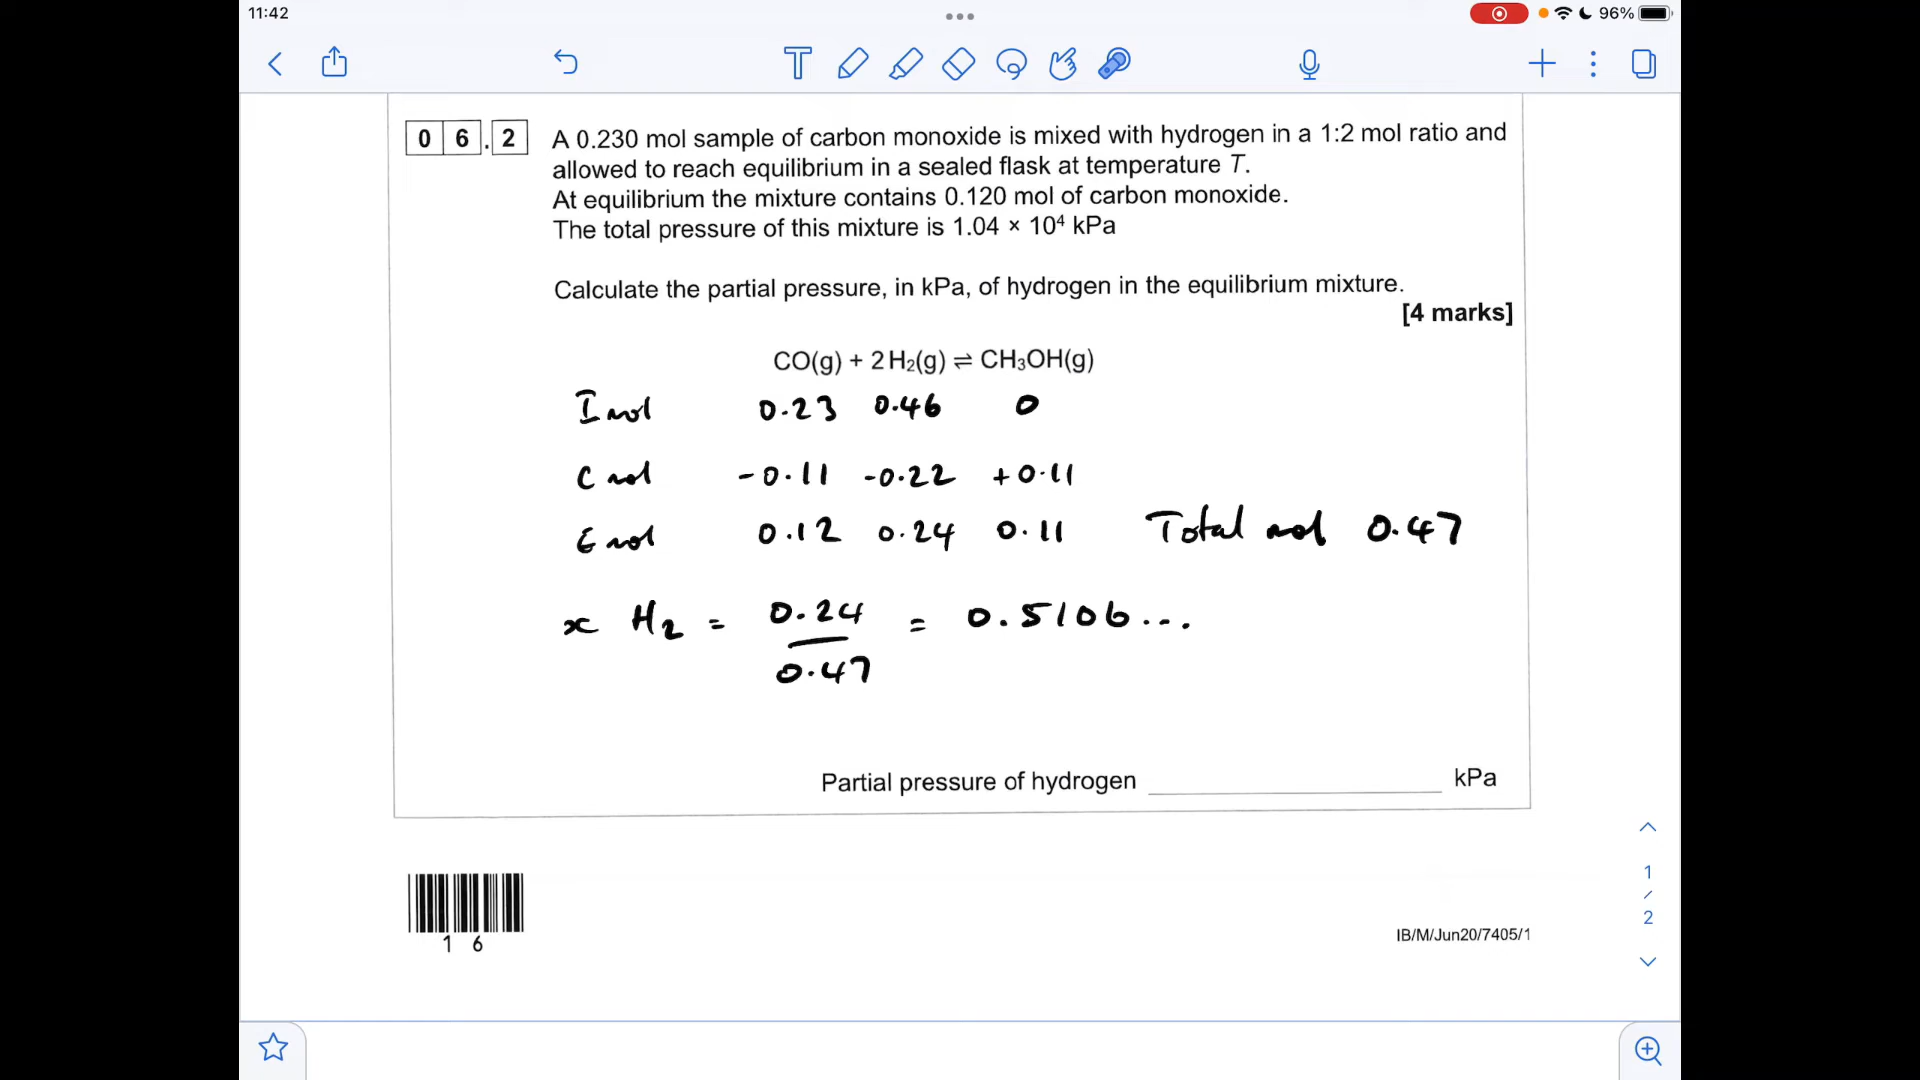 11:42
96%
0 6 . 2 A 0.230 mol sample of carbon monoxide is mixed with hydrogen in a 1:2 mol ratio and
allowed to reach equilibrium in a sealed flask at temperature T.
At equilibrium the mixture contains 0.120 mol of carbon monoxide.
The total pressure of this mixture is 1.04 × 10⁴ kPa
Calculate the partial pressure, in kPa, of hydrogen in the equilibrium mixture.
[4 marks]
CO(g) + 2H₂(g) ⇌ CH₃OH(g)
I mol 0.23 0.46 0
C mol -0.11 -0.22 +0.11
E mol 0.12 0.24 0.11 Total mol 0.47
x H₂ = 0.24 = 0.5106...
0.47
Partial pressure of hydrogen ____________________ kPa
1
/
2
1 6
IB/M/Jun20/7405/1